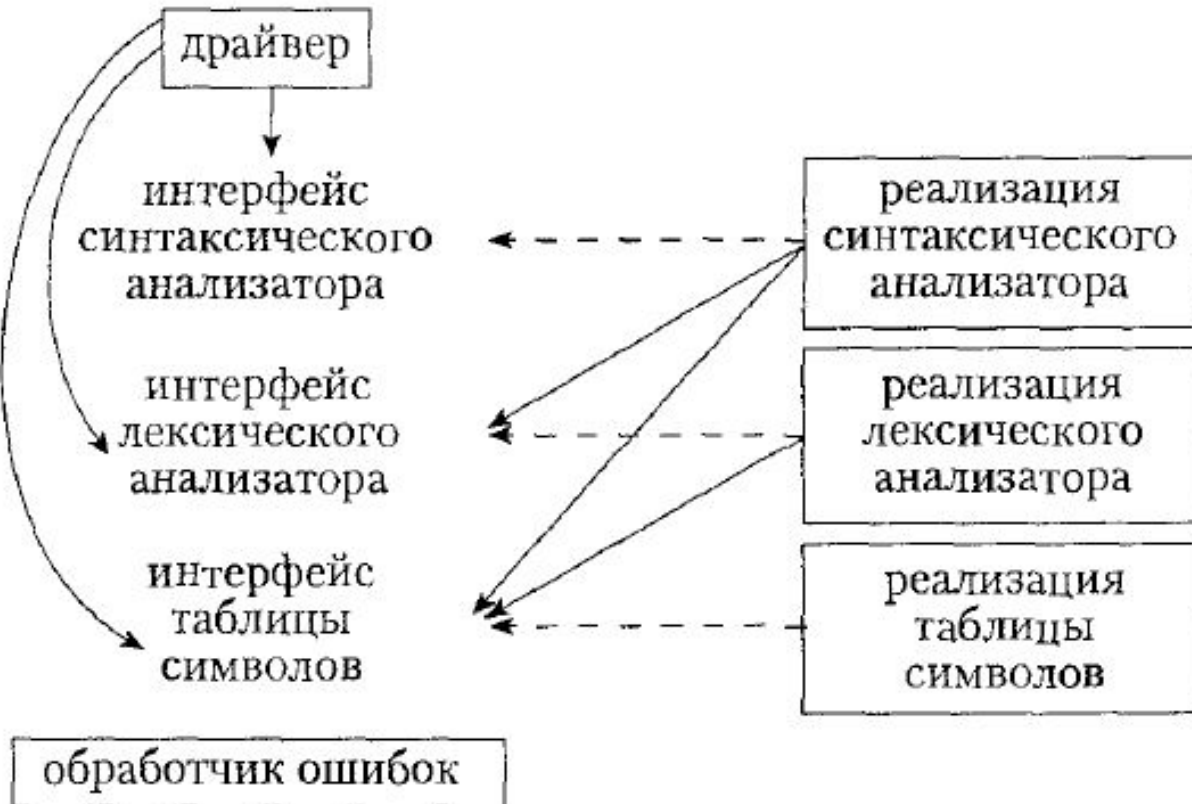 драйвер
интерфейс
синтаксического
анализатора
реализация
синтаксического
анализатора
интерфейс
лексического
анализатора
реализация
лексического
анализатора
интерфейс
таблицы
символов
реализация
таблицы
символов
обработчик ошибок